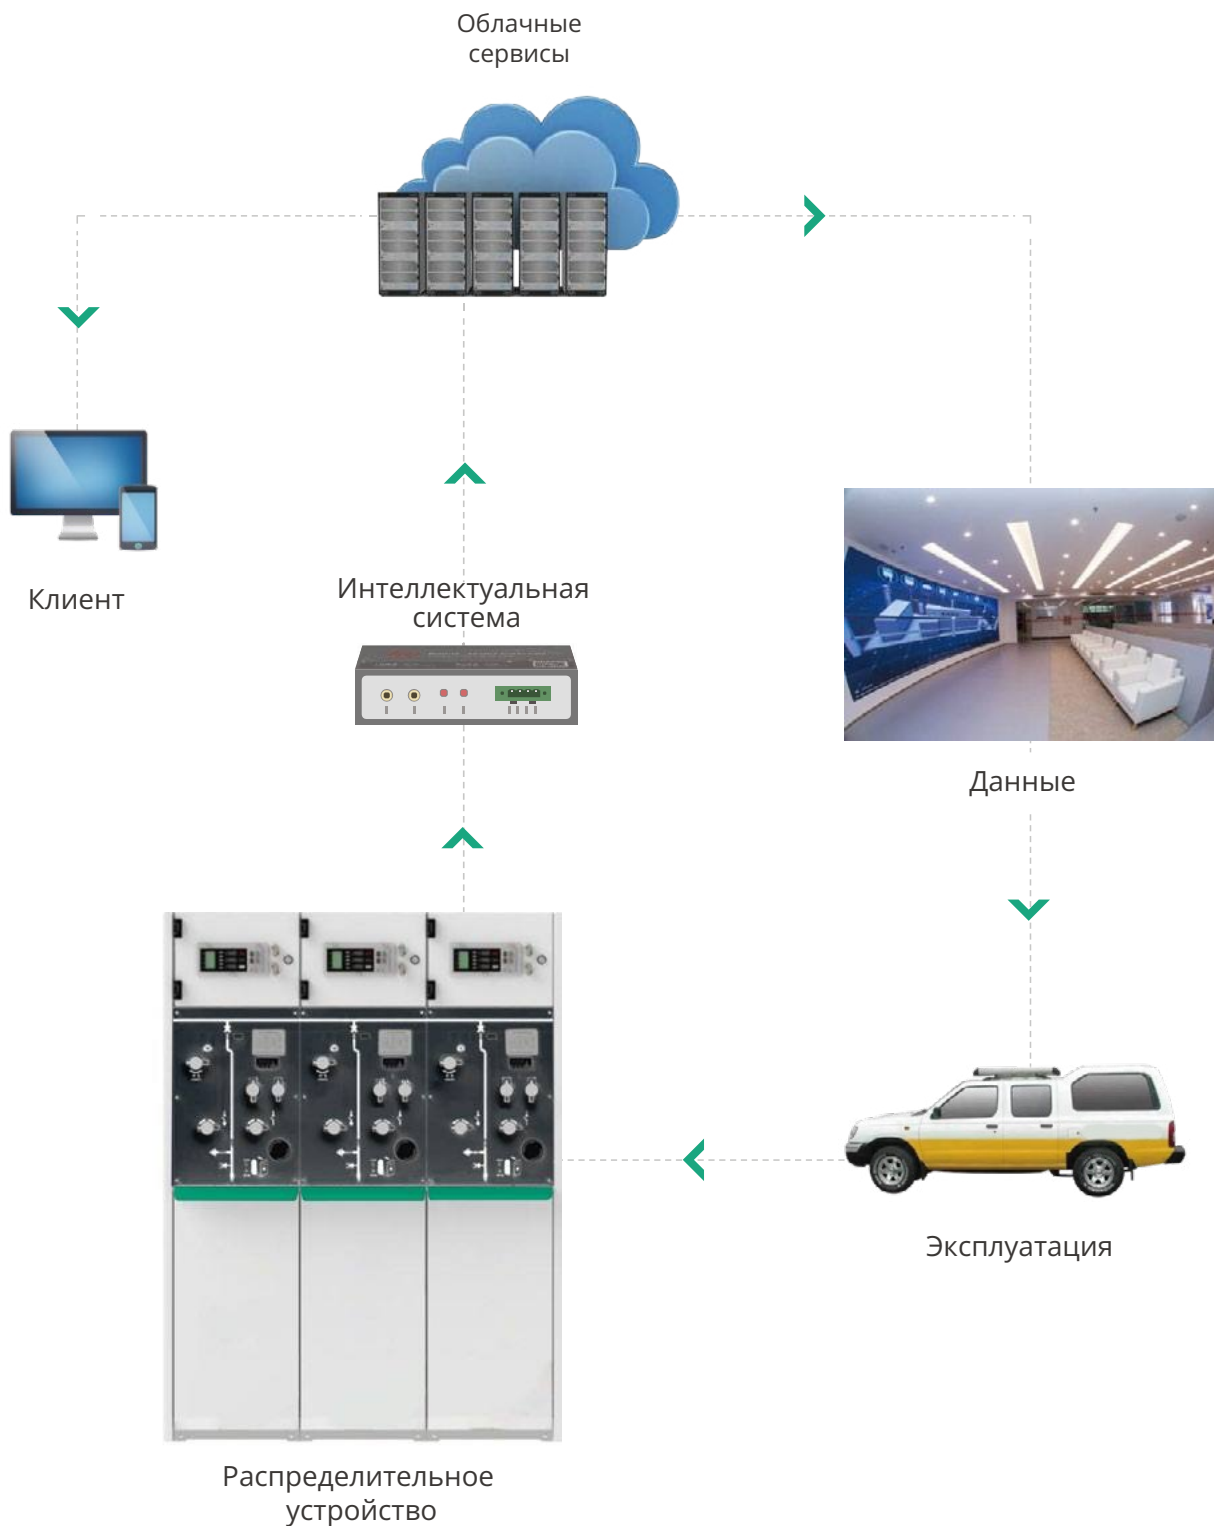 Облачные
сервисы
Клиент
Интеллектуальная
система
Данные
Эксплуатация
Распределительное
устройство